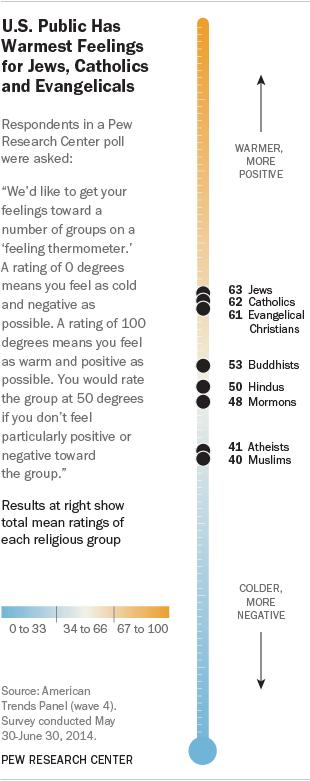 U.S. Public Has
Warmest Feelings
for Jews, Catholics
and Evangelicals
Respondents in a Pew
Research Center poll
were asked:
“We’d like to get your
feelings toward a
number of groups on a
‘feeling thermometer.’
A rating of 0 degrees
means you feel as cold
and negative as
possible. A rating of 100
degrees means you feel
as warm and positive as
possible. You would rate
the group at 50 degrees
if you don’t feel
particularly positive or
negative toward
the group.”
Results at right show
total mean ratings of
each religious group
0 to 33 34 to 66 67 to 100
WARMER,
MORE
POSITIVE
63 Jews
62 Catholics
61 Evangelical
Christians
53 Buddhists
50 Hindus
48 Mormons
41 Atheists
40 Muslims
COLDER,
MORE
NEGATIVE
Source: American
Trends Panel (wave 4).
Survey conducted May
30-June 30, 2014.
PEW RESEARCH CENTER